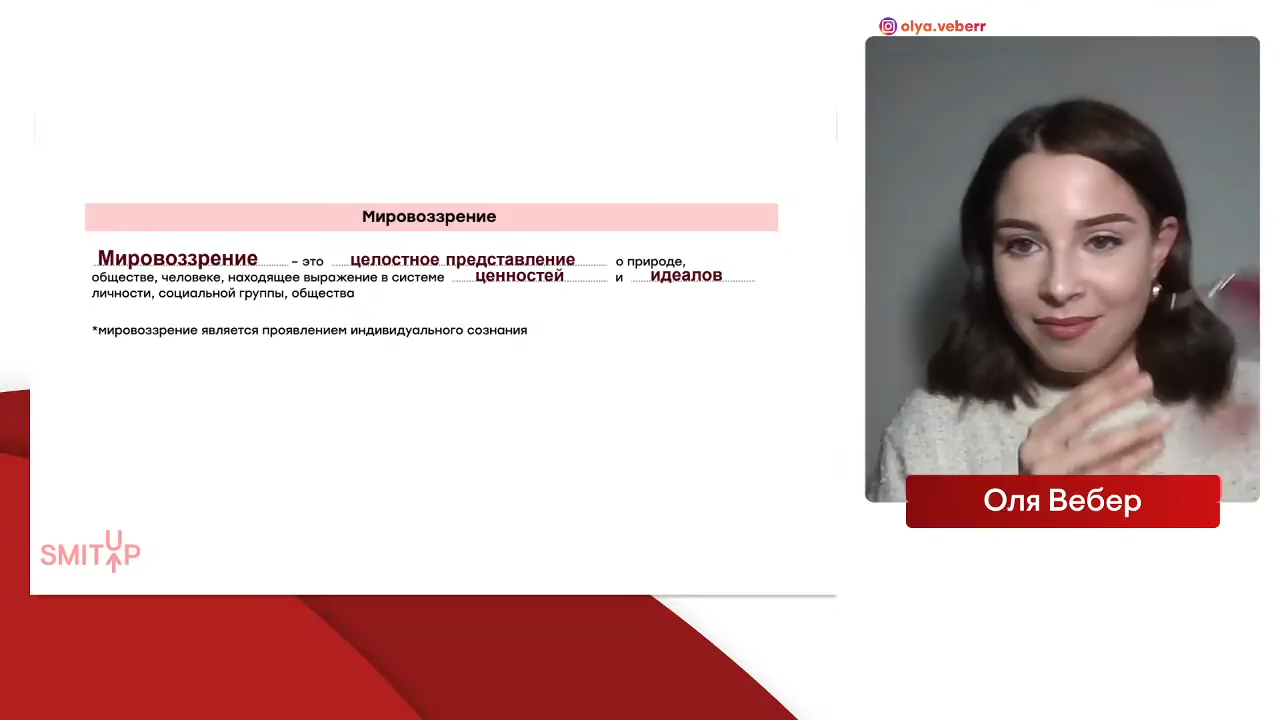 olya.veberr
Мировоззрение
Мировоззрение – это целостное представление о природе,
обществе, человеке, находящее выражение в системе ценностей и идеалов
личности, социальной группы, общества
*мировоззрение является проявлением индивидуального сознания
Оля Вебер
SMITUP